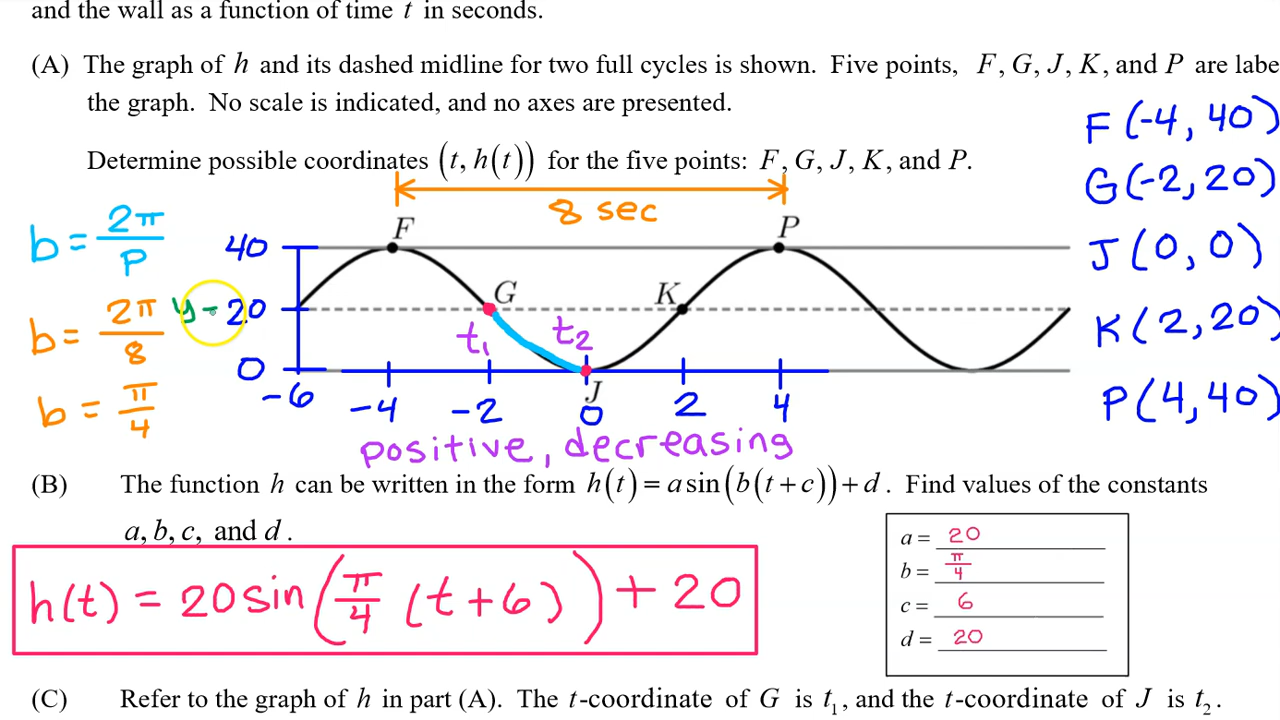 and the wall as a function of time t in seconds.
(A) The graph of h and its dashed midline for two full cycles is shown. Five points, F, G, J, K, and P are labe
the graph. No scale is indicated, and no axes are presented.
F(-4, 40)
Determine possible coordinates (t, h(t)) for the five points: F, G, J, K, and P.
G(-2, 20)
8 sec
b = 2π/P
F
P
40
J(0, 0)
G
K
b = 2π/8
y = 20
K(2, 20)
t₁
t₂
0
J
-6
-4
-2
0
2
4
b = π/4
P(4, 40)
positive, decreasing
(B) The function h can be written in the form h(t) = a sin(b(t + c)) + d. Find values of the constants
a, b, c, and d.
a = 20
b = π/4
c = 6
d = 20
h(t) = 20 sin(π/4 (t + 6)) + 20
(C) Refer to the graph of h in part (A). The t-coordinate of G is t₁, and the t-coordinate of J is t₂.